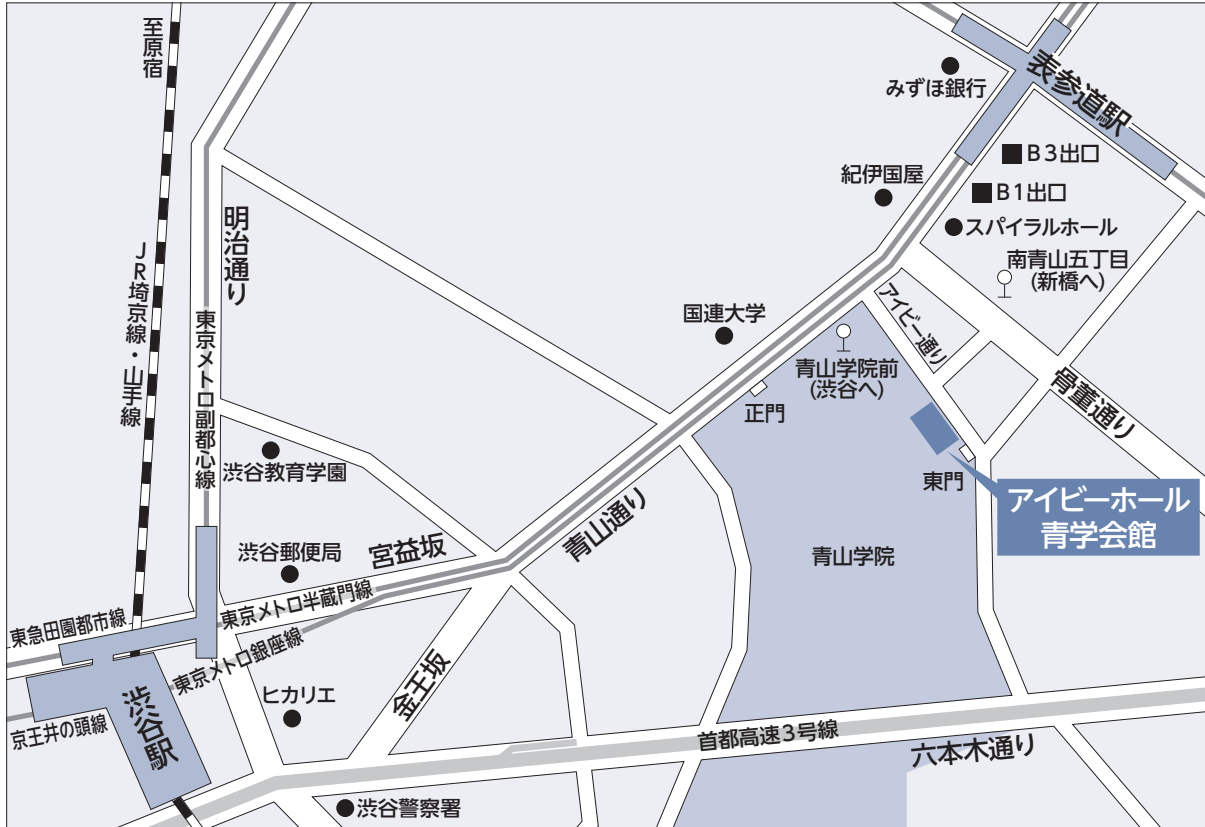 至原宿
みずほ銀行
表参道駅
B3出口
紀伊国屋
B1出口
スパイラルホール
明治通り
南青山五丁目
(新橋へ)
JR埼京線・山手線
アイビー通り
国連大学
東京メトロ副都心線
青山学院前
(渋谷へ)
骨董通り
正門
渋谷教育学園
東門
アイビーホール
青学会館
青山通り
宮益坂
渋谷郵便局
青山学院
東京メトロ半蔵門線
東急田園都市線
東京メトロ銀座線
金王坂
ヒカリエ
渋谷駅
京王井の頭線
首都高速3号線
六本木通り
渋谷警察署